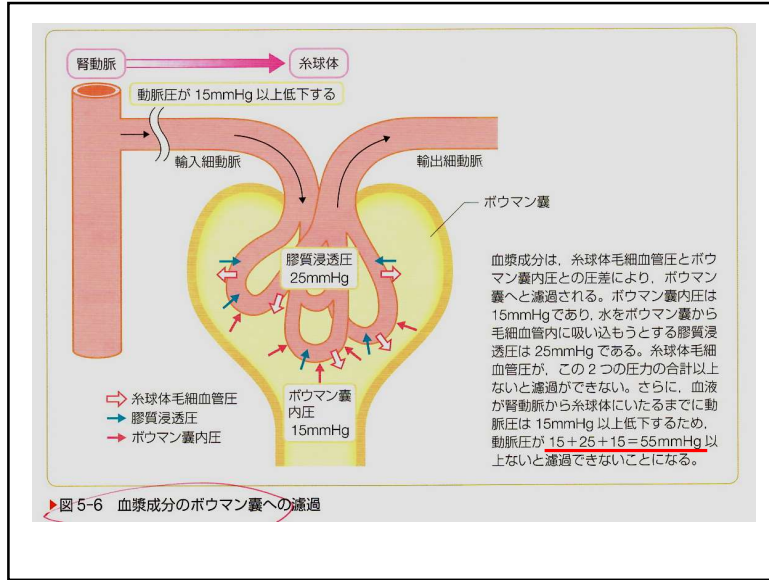 腎動脈
糸球体
動脈圧が 15mmHg 以上低下する
輸入細動脈
輸出細動脈
ボウマン嚢
膠質浸透圧
25mmHg
ボウマン嚢
内圧
15mmHg
糸球体毛細血管圧
膠質浸透圧
ボウマン嚢内圧
血漿成分は，糸球体毛細血管圧とボウ
マン嚢内圧との圧差により，ボウマン
嚢へと濾過される。ボウマン嚢内圧は
15mmHgであり，水をボウマン嚢から
毛細血管内に吸い込もうとする膠質浸
透圧は 25mmHg である。糸球体毛細
血管圧が，この 2 つの圧力の合計以上
ないと濾過ができない。さらに，血液
が腎動脈から糸球体にいたるまでに動
脈圧は 15mmHg 以上低下するため，
動脈圧が 15＋25＋15＝55mmHg 以
上ないと濾過できないことになる。
▶図 5-6 血漿成分のボウマン嚢への濾過